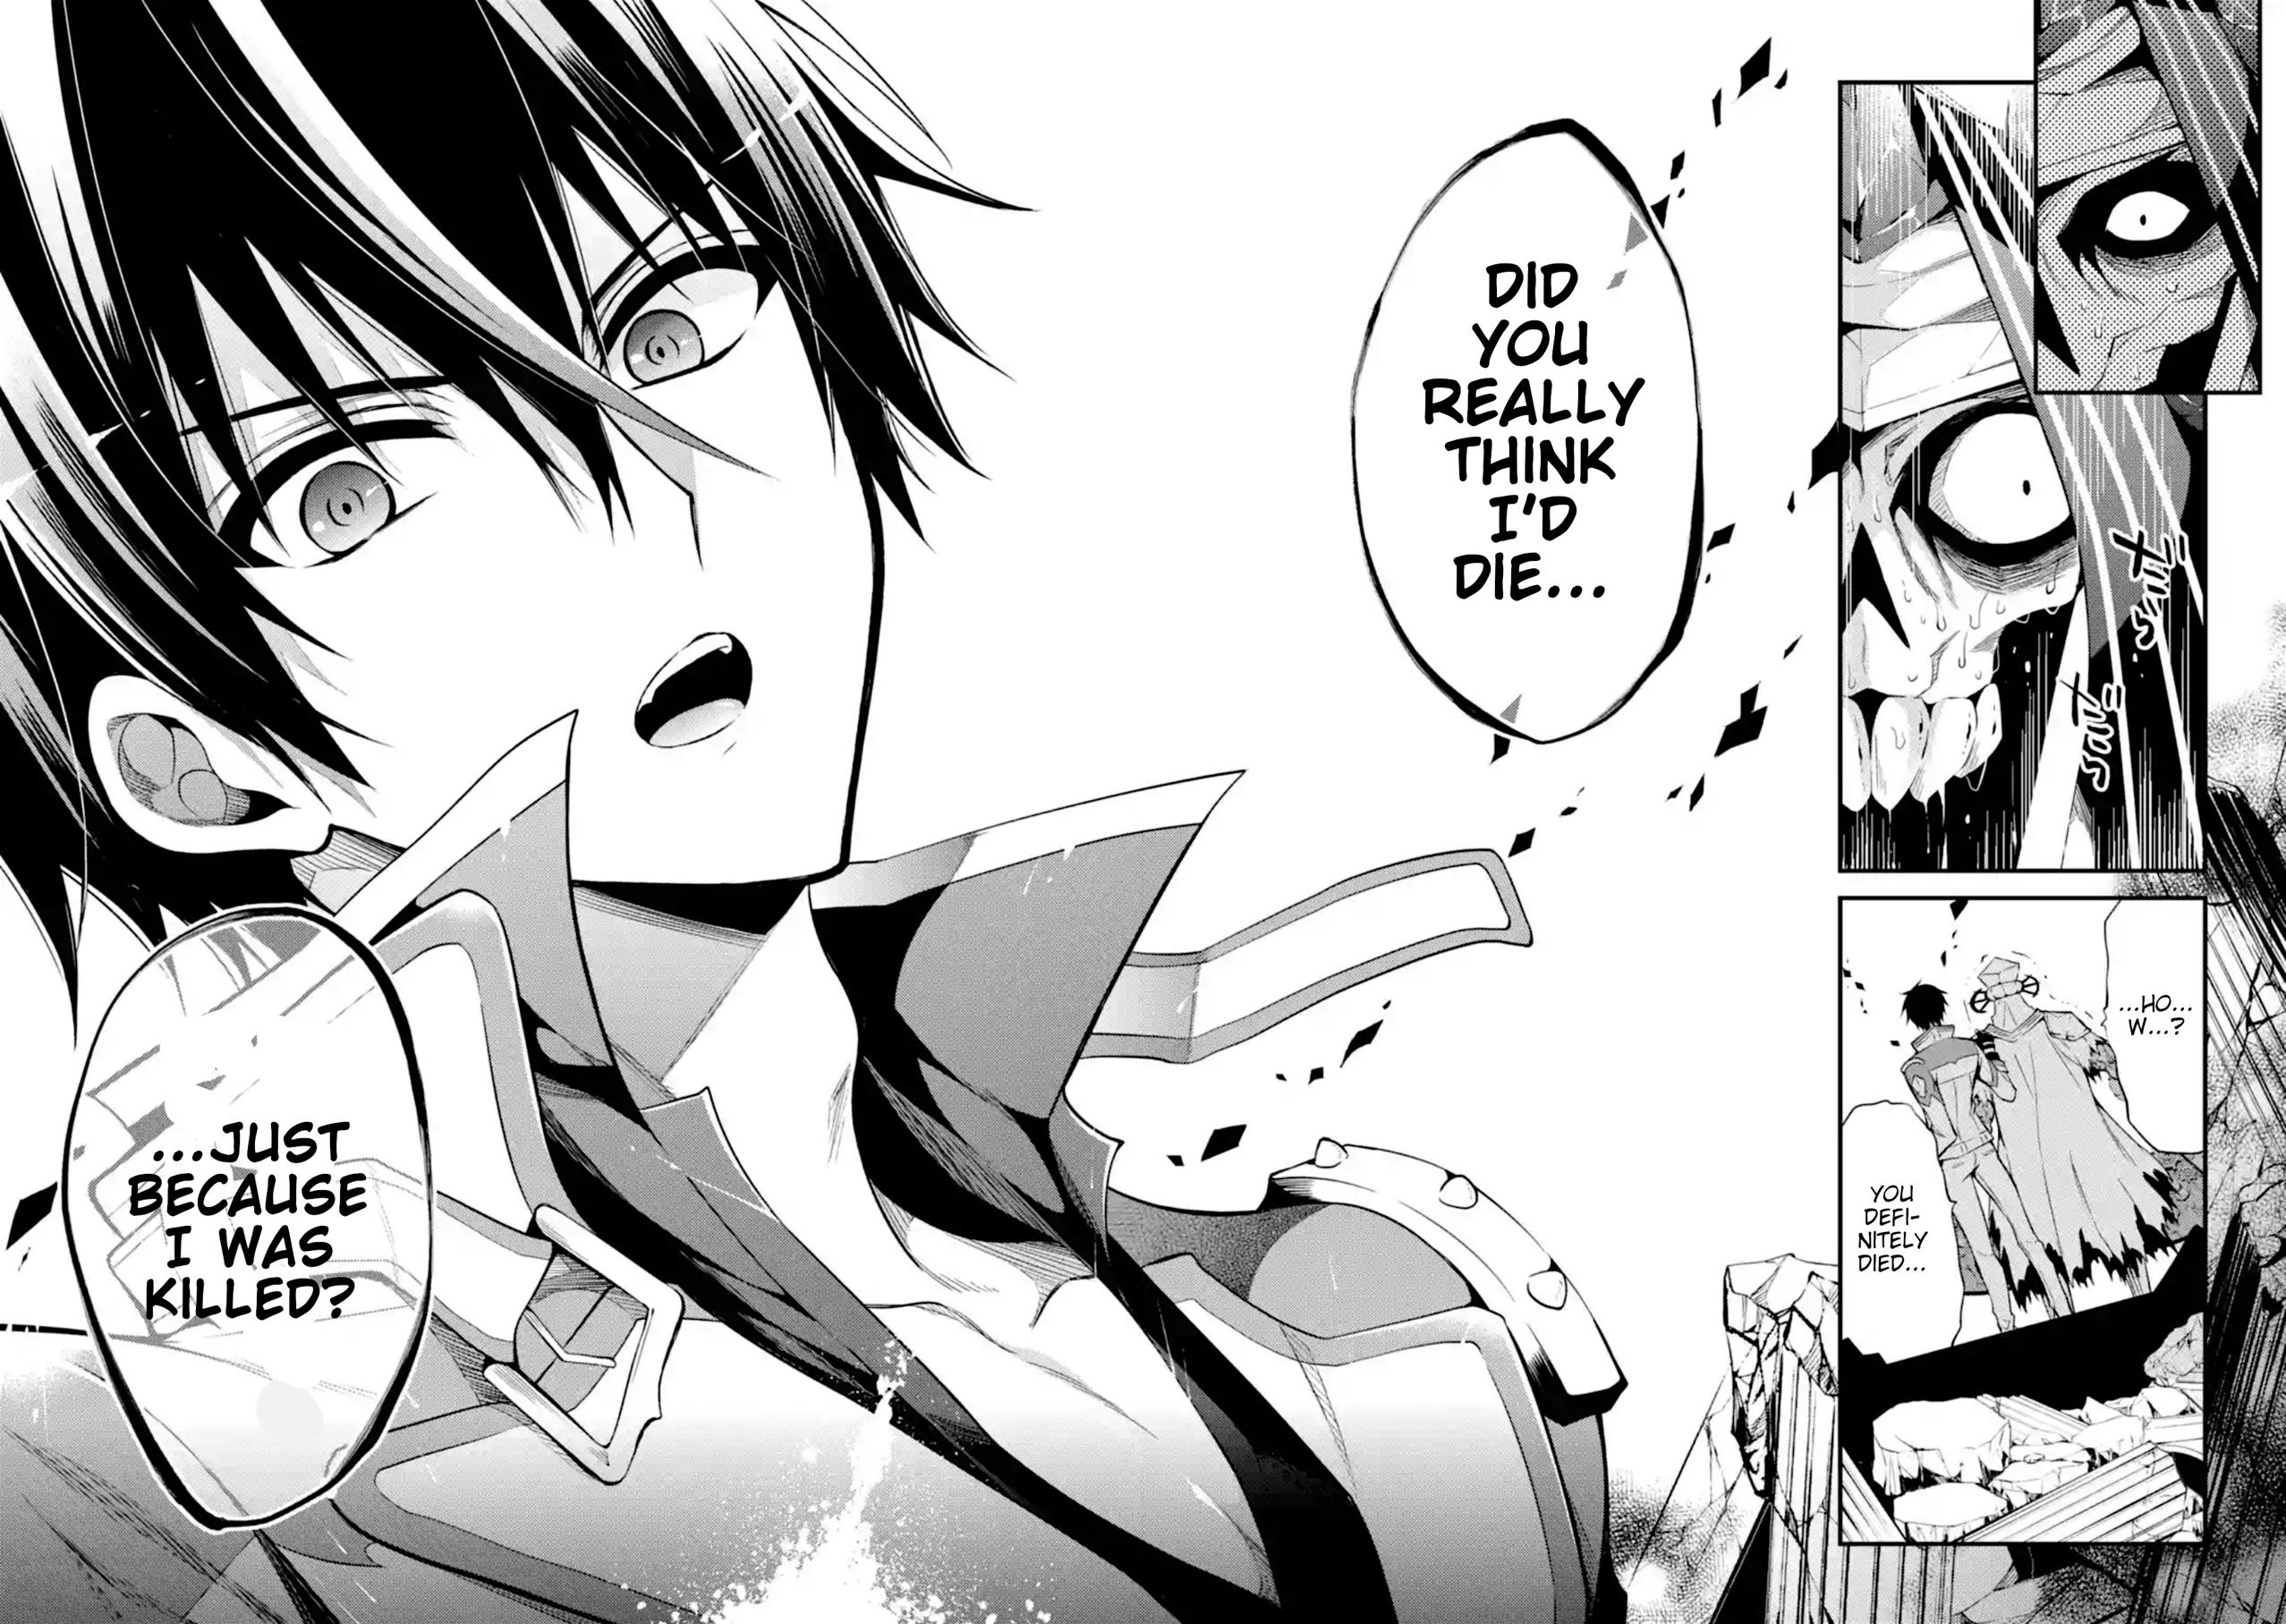 ...HO...
W...?
YOU
DEFI-
NITELY
DIED...
DID
YOU
REALLY
THINK
I'D
DIE...
...JUST
BECAUSE
I WAS
KILLED?